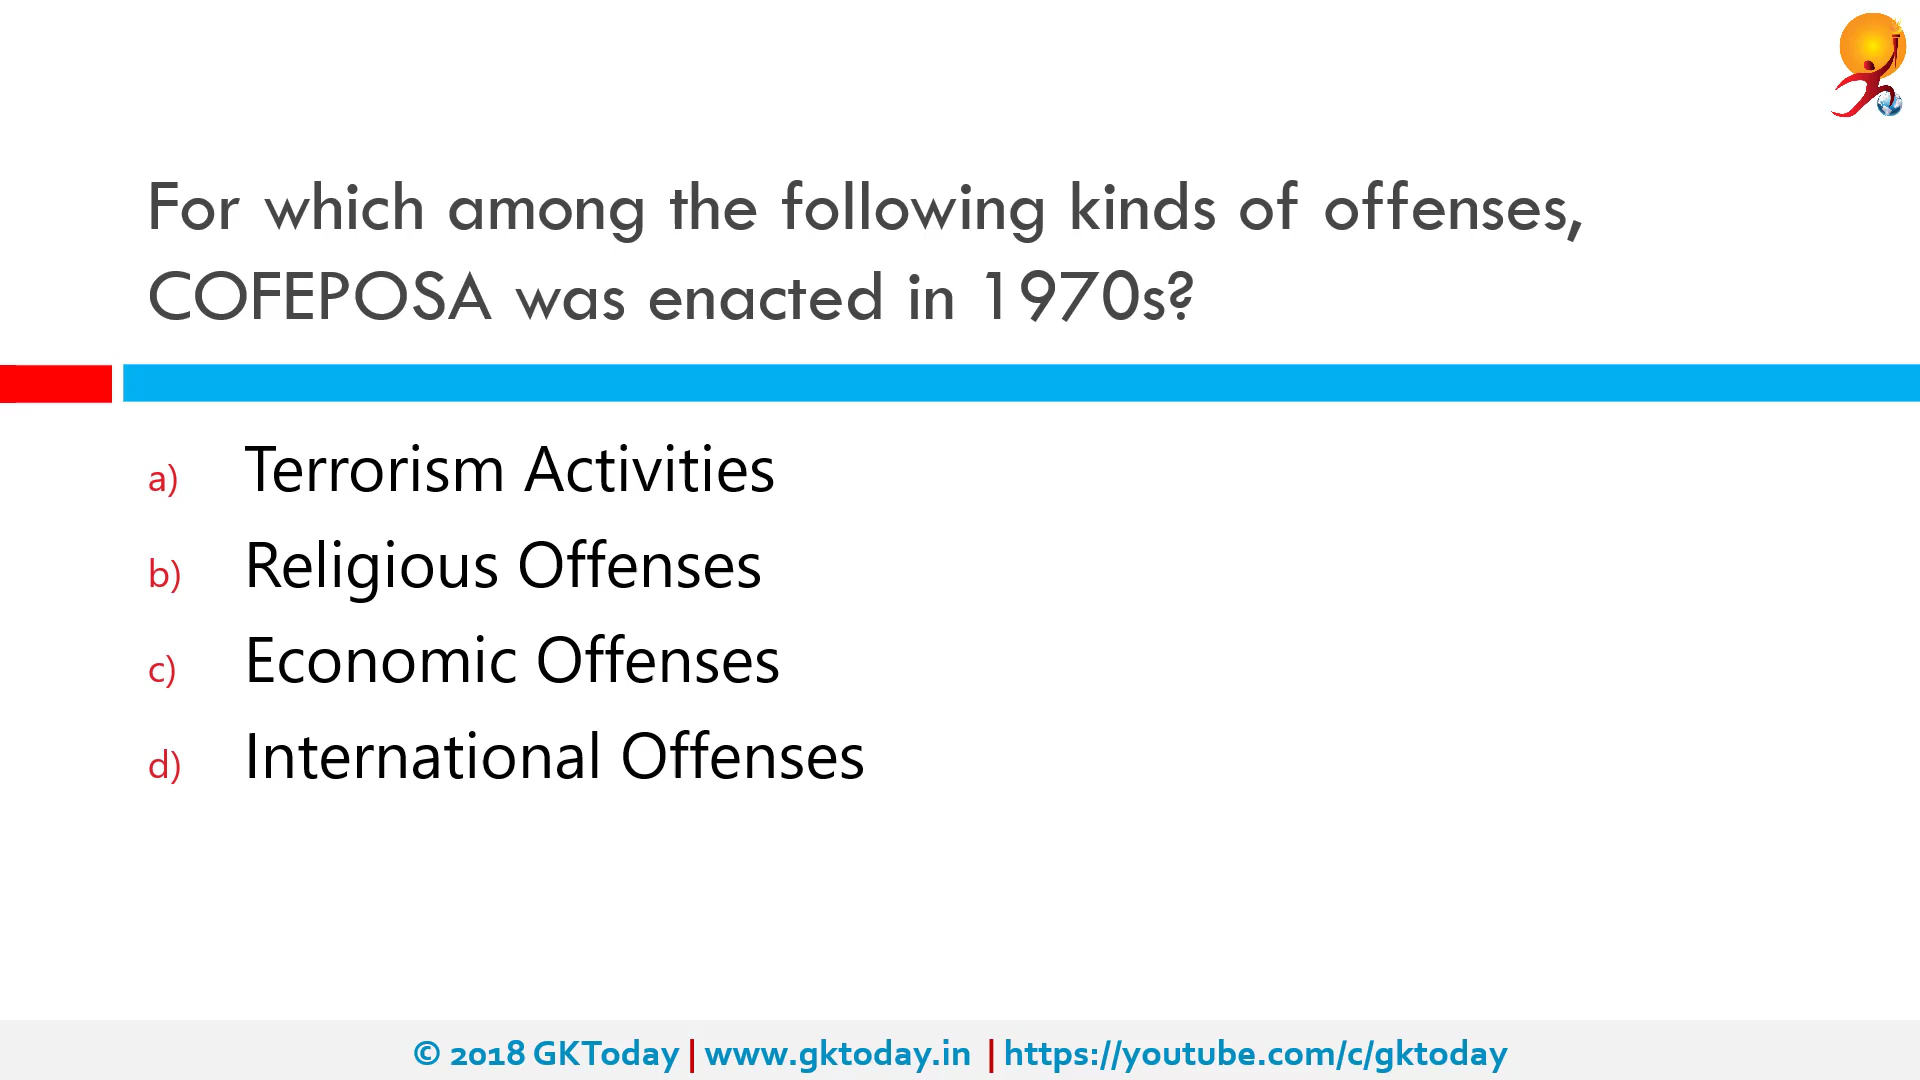 For which among the following kinds of offenses,
COFEPOSA was enacted in 1970s?
a) Terrorism Activities
b) Religious Offenses
c) Economic Offenses
d) International Offenses
© 2018 GKToday | www.gktoday.in | https://youtube.com/c/gktoday